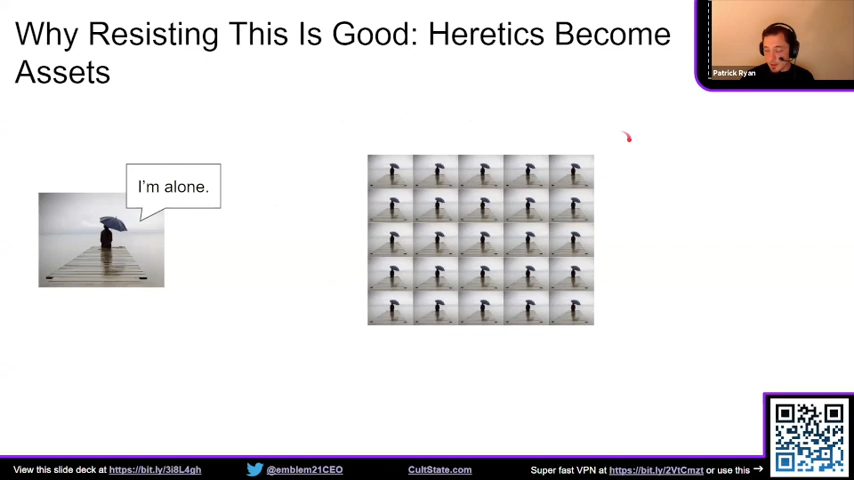 Why Resisting This Is Good: Heretics Become
Assets
Patrick Ryan
I'm alone.
View this slide deck at https://bit.ly/3i8L4gh
@emblem21CEO
CultState.com
Super fast VPN at https://bit.ly/2VtCmzt or use this →